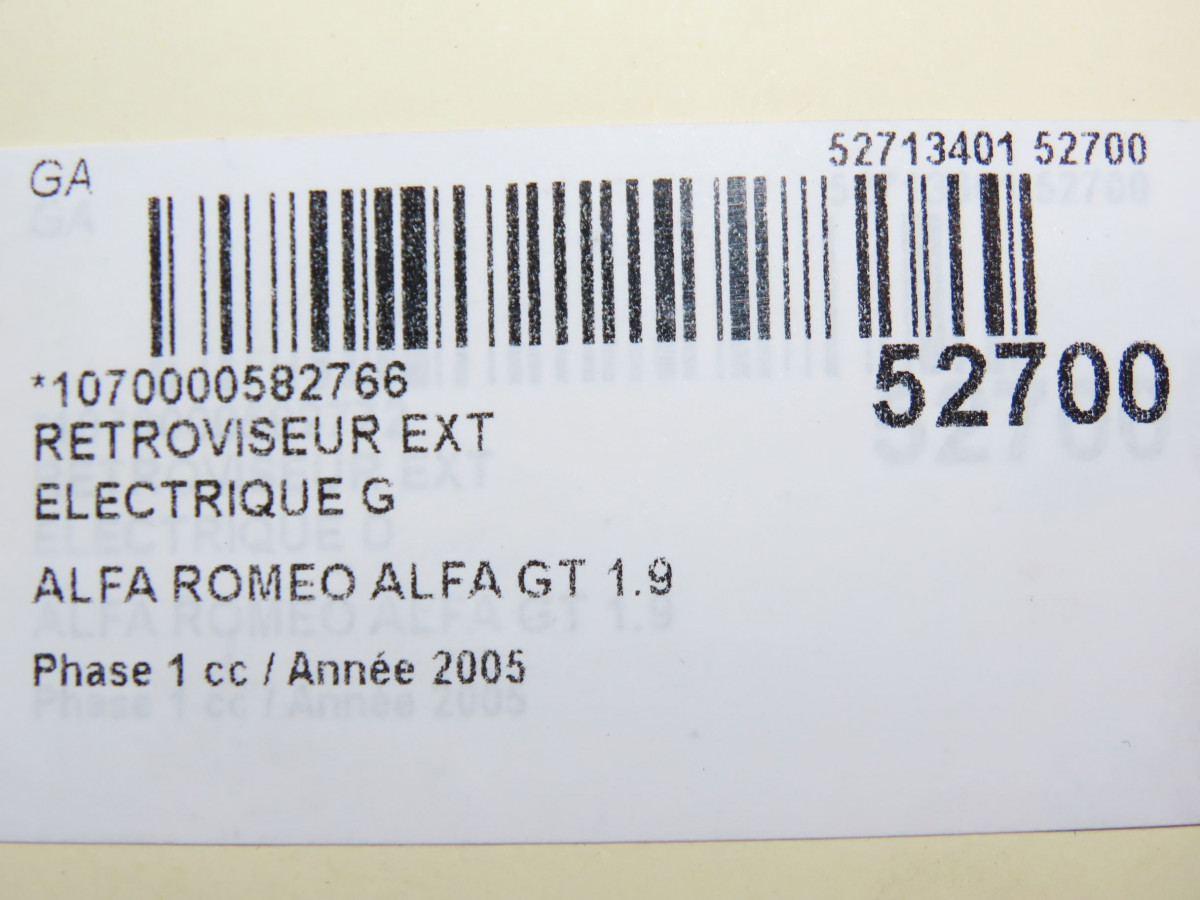 GA
52713401 52700
*1070000582766
52700
RETROVISEUR EXT
ELECTRIQUE G
ALFA ROMEO ALFA GT 1.9
Phase 1 cc / Année 2005